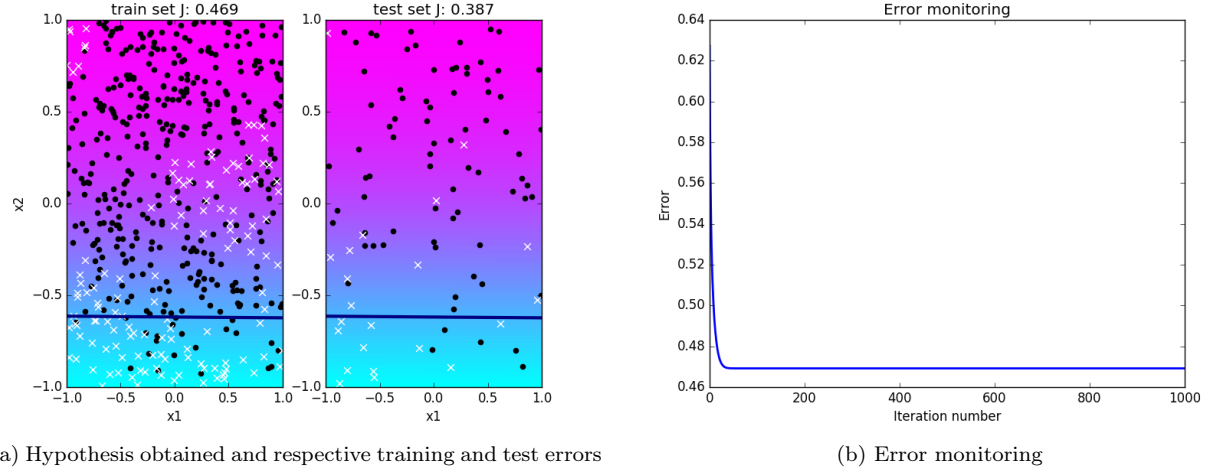 train set J: 0.469
test set J: 0.387
Error monitoring
1.0
0.5
0.0
−0.5
−1.0
x2
−1.0 −0.5 0.0 0.5 1.0
x1
1.0
0.5
0.0
−0.5
−1.0
−1.0 −0.5 0.0 0.5 1.0
x1
0.64
0.62
0.60
0.58
0.56
0.54
0.52
0.50
0.48
0.46
Error
0 200 400 600 800 1000
Iteration number
a) Hypothesis obtained and respective training and test errors
(b) Error monitoring